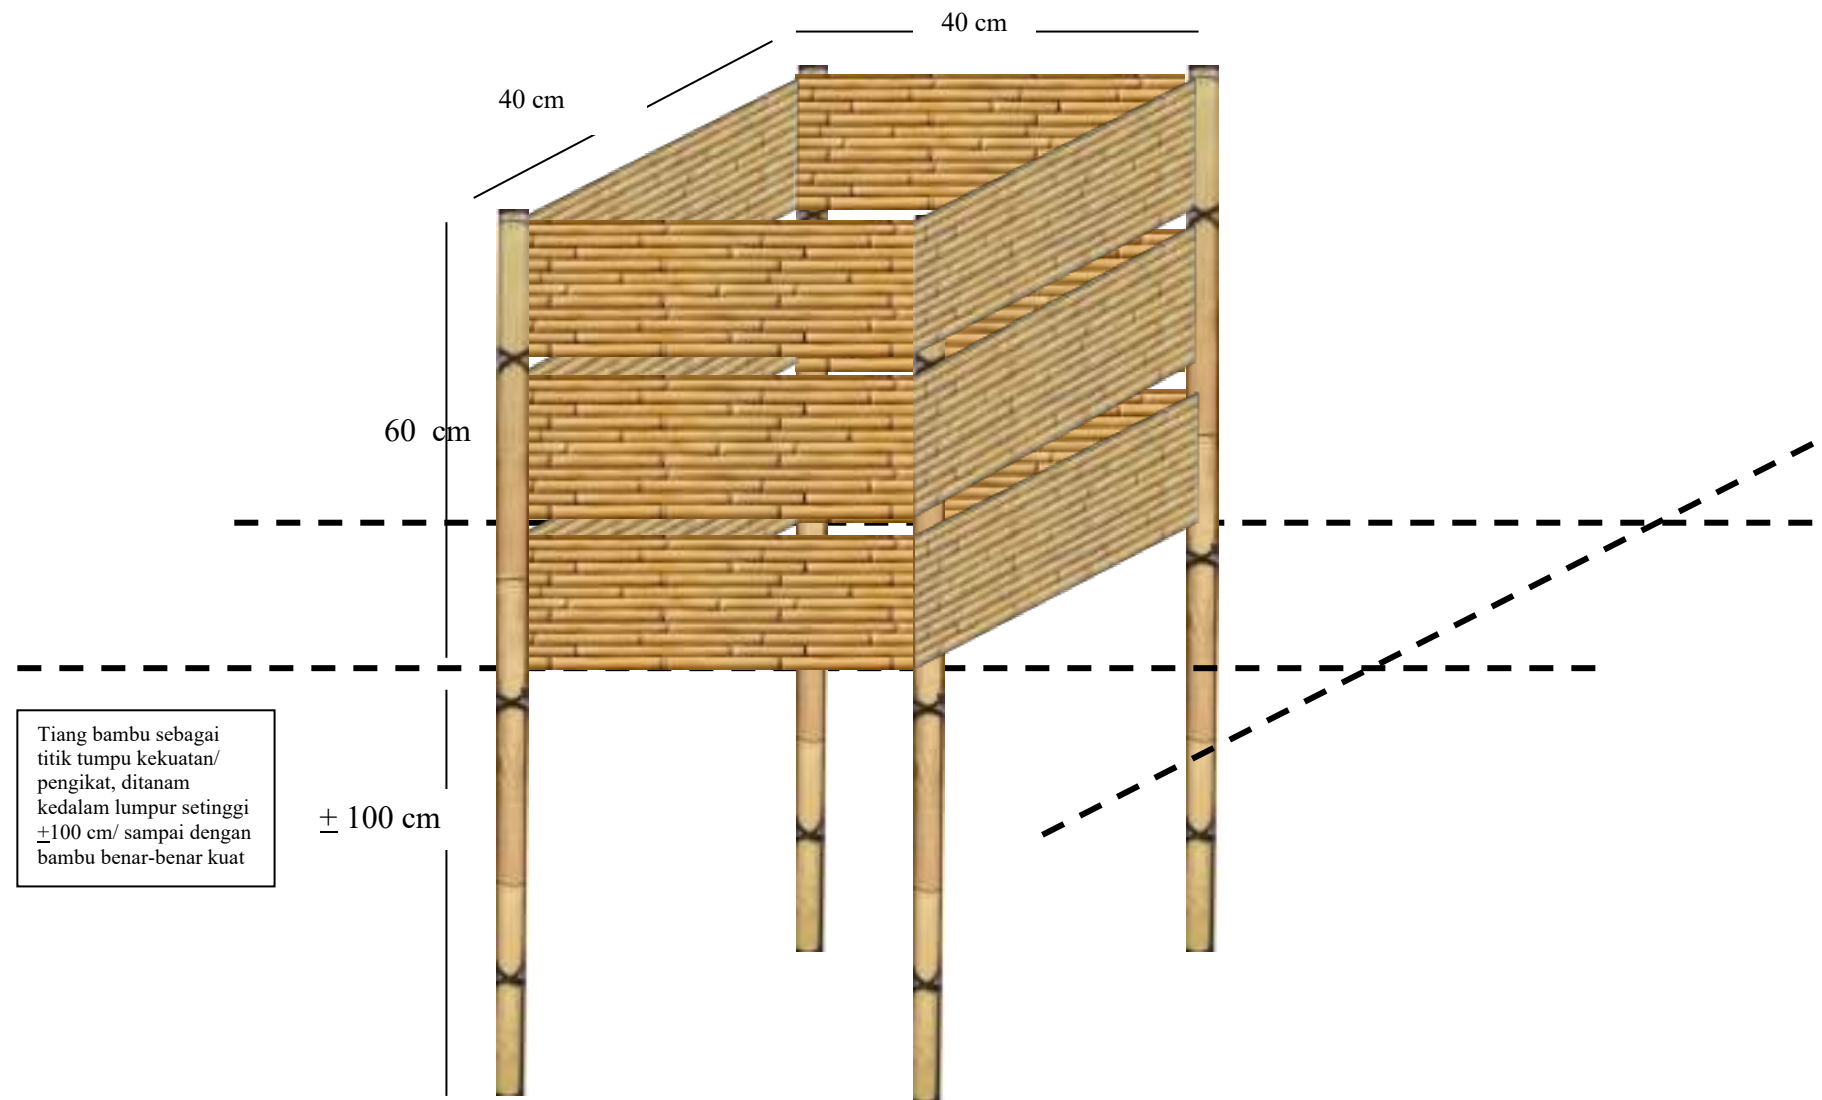 40 cm
40 cm
60 cm
Tiang bambu sebagai
titik tumpu kekuatan/
pengikat, ditanam
kedalam lumpur setinggi
±100 cm/ sampai dengan
bambu benar-benar kuat
± 100 cm